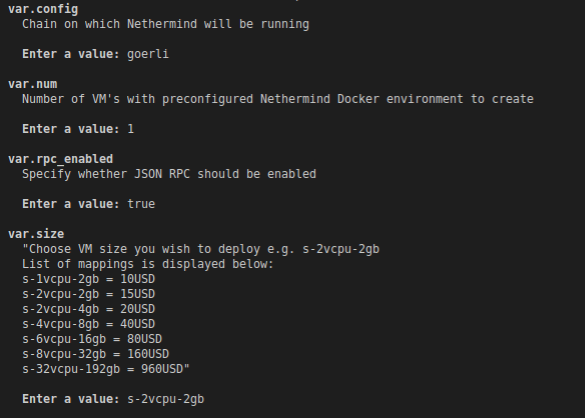 var.config
Chain on which Nethermind will be running
Enter a value: goerli
var.num
Number of VM's with preconfigured Nethermind Docker environment to create
Enter a value: 1
var.rpc_enabled
Specify whether JSON RPC should be enabled
Enter a value: true
var.size
"Choose VM size you wish to deploy e.g. s-2vcpu-2gb
List of mappings is displayed below:
s-1vcpu-2gb = 10USD
s-2vcpu-2gb = 15USD
s-2vcpu-4gb = 20USD
s-4vcpu-8gb = 40USD
s-6vcpu-16gb = 80USD
s-8vcpu-32gb = 160USD
s-32vcpu-192gb = 960USD"
Enter a value: s-2vcpu-2gb